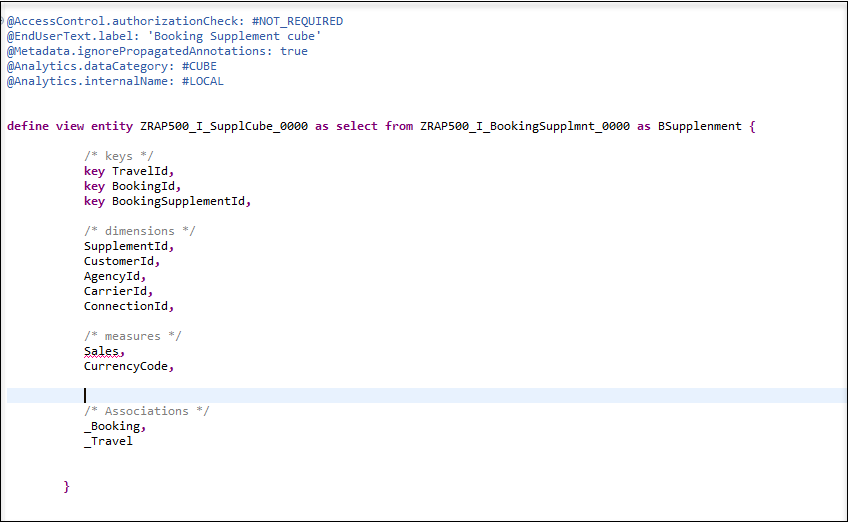 @AccessControl.authorizationCheck: #NOT_REQUIRED
@EndUserText.label: 'Booking Supplement cube'
@Metadata.ignorePropagatedAnnotations: true
@Analytics.dataCategory: #CUBE
@Analytics.internalName: #LOCAL
define view entity ZRAP500_I_SupplCube_0000 as select from ZRAP500_I_BookingSupplmnt_0000 as BSupplenment {
/* keys */
key TravelId,
key BookingId,
key BookingSupplementId,
/* dimensions */
SupplementId,
CustomerId,
AgencyId,
CarrierId,
ConnectionId,
/* measures */
Sales,
CurrencyCode,
/* Associations */
_Booking,
_Travel
}